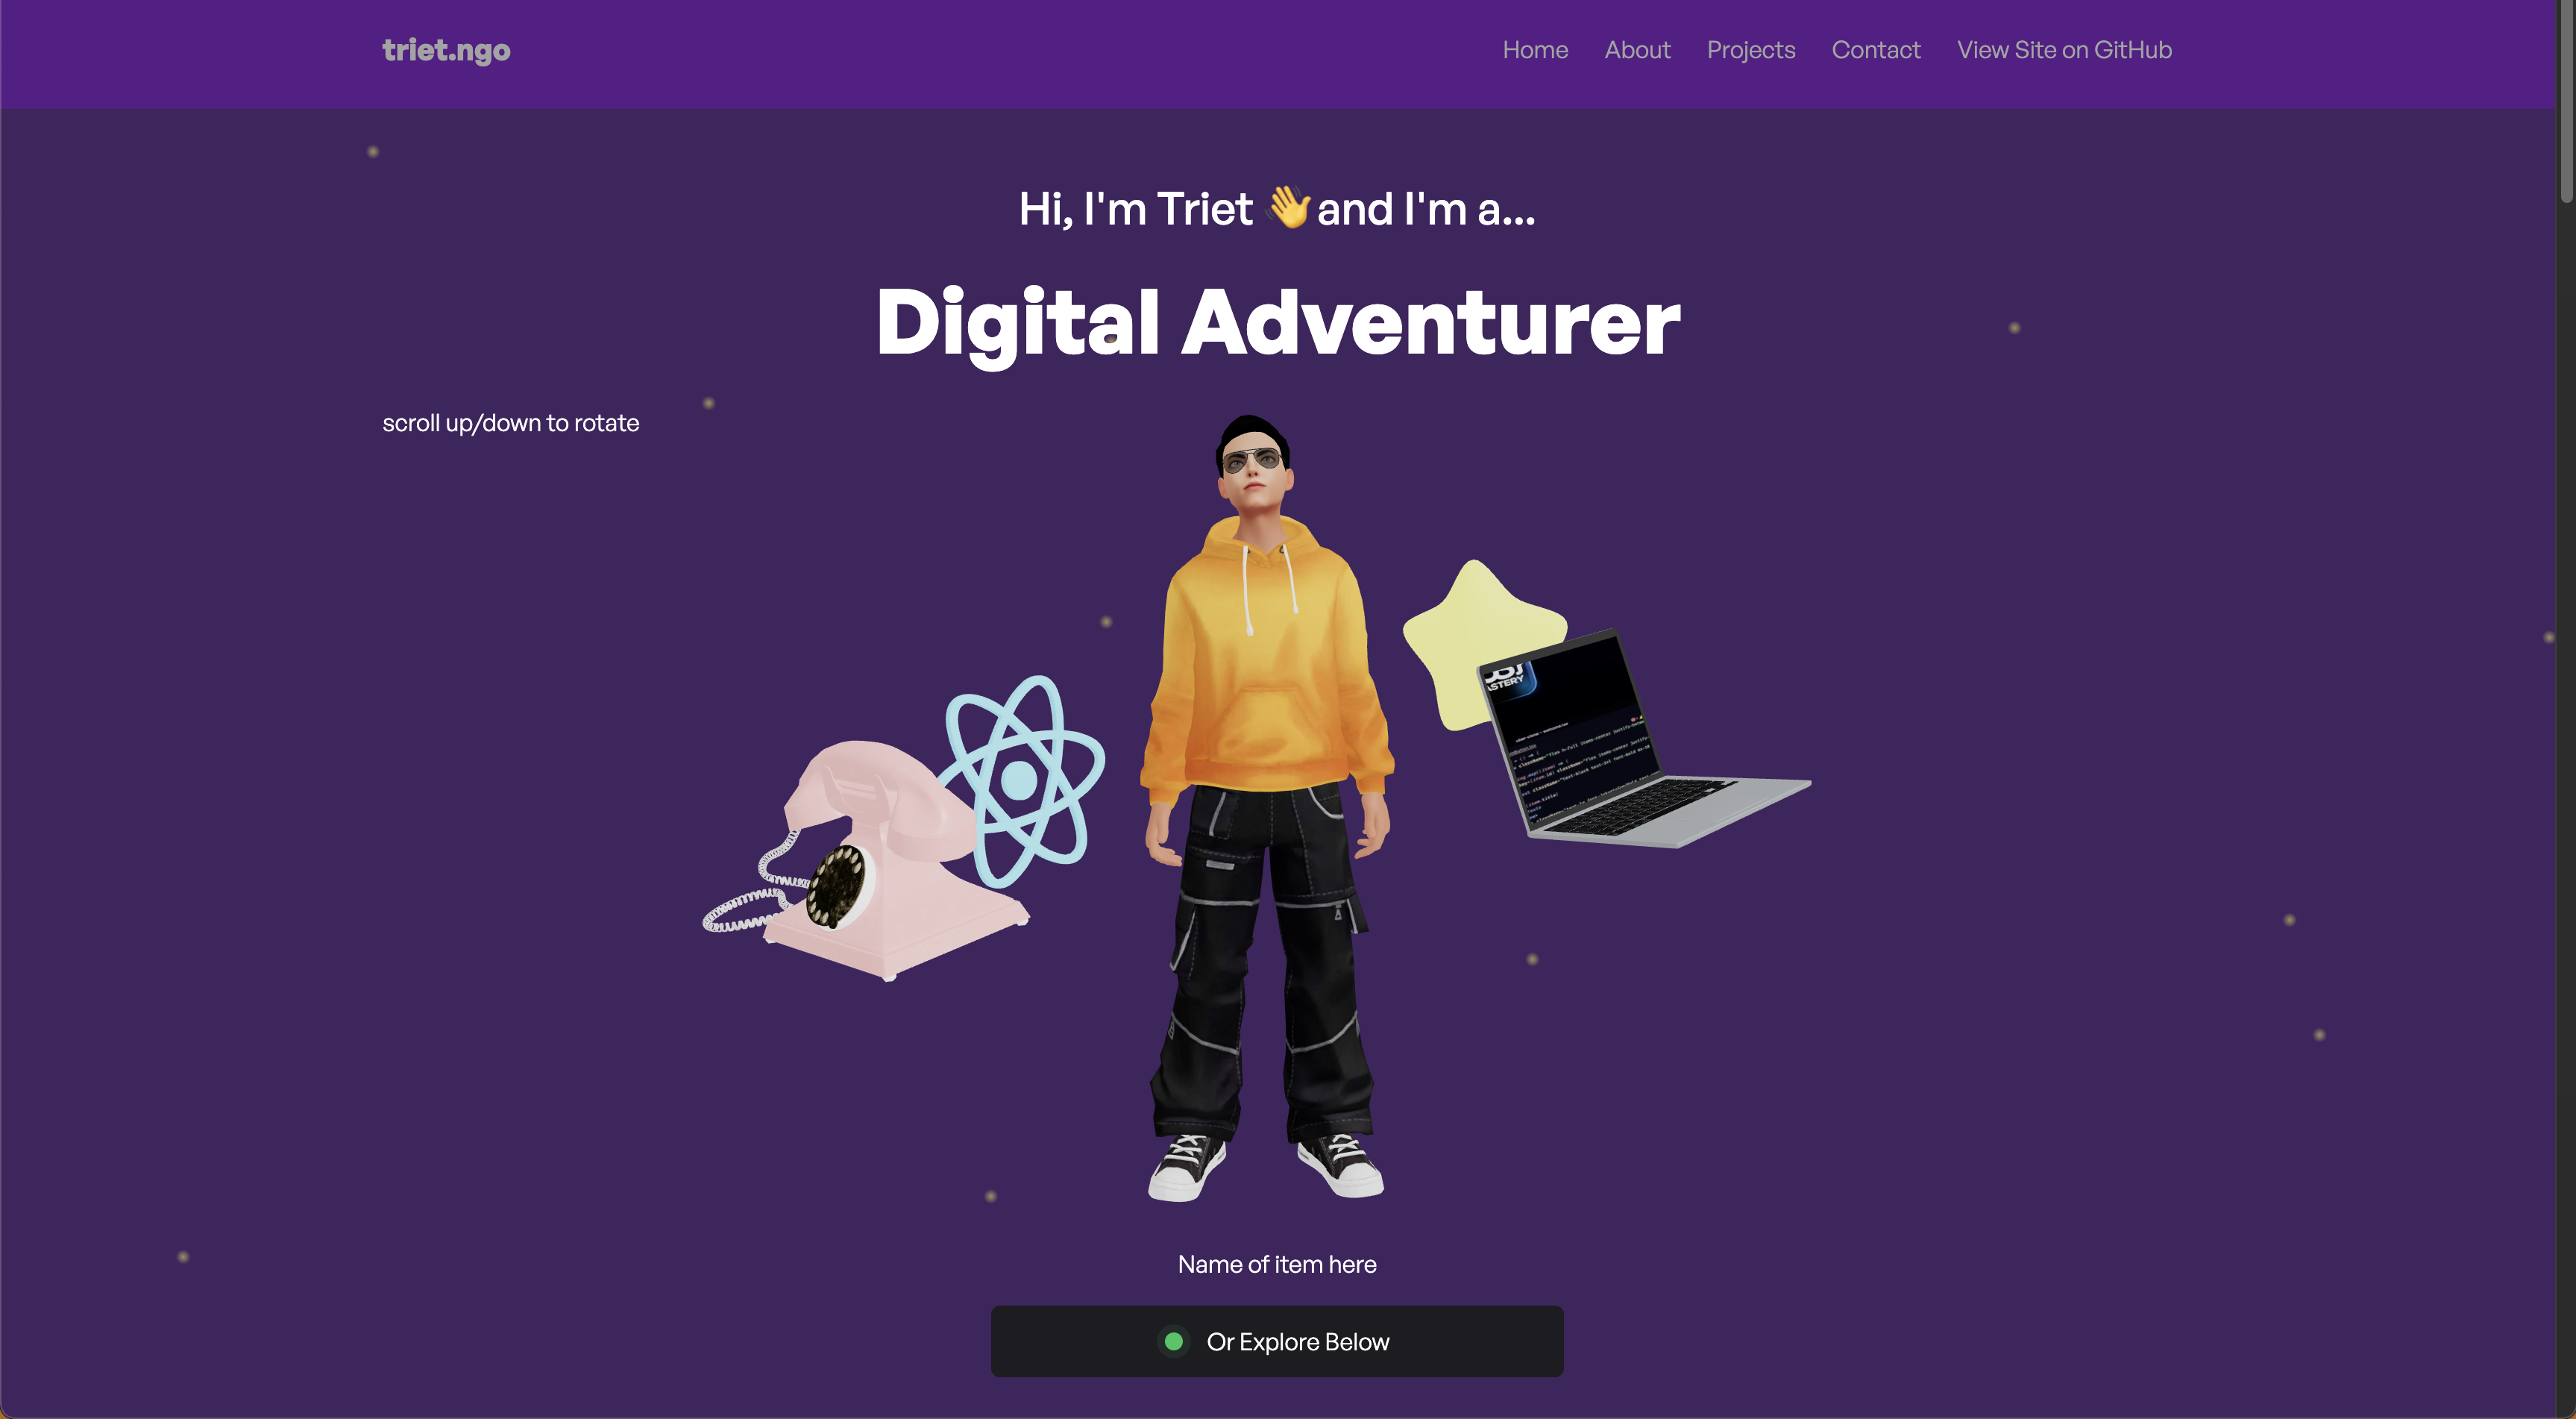 triet.ngo
Home About Projects Contact View Site on GitHub
Hi, I'm Triet 👋 and I'm a...
Digital Adventurer
scroll up/down to rotate
STERY
Name of item here
Or Explore Below